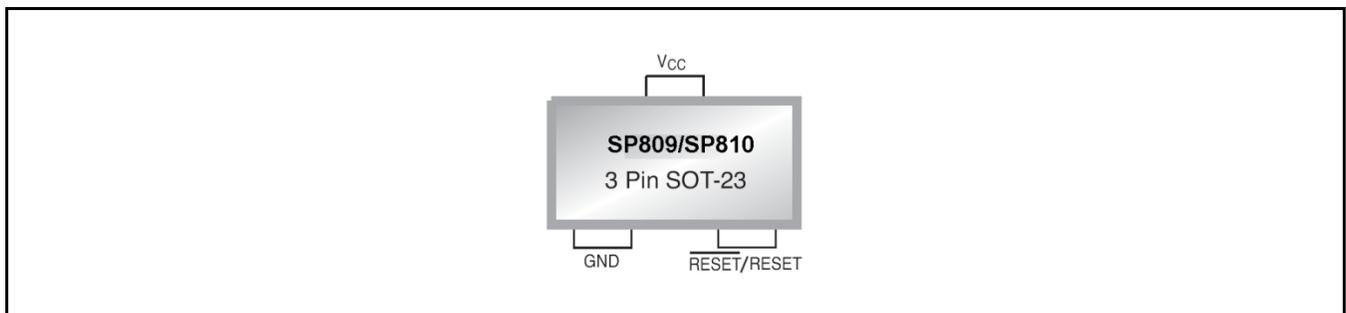 VCC
SP809/SP810
3 Pin SOT-23
GND
RESET/RESET